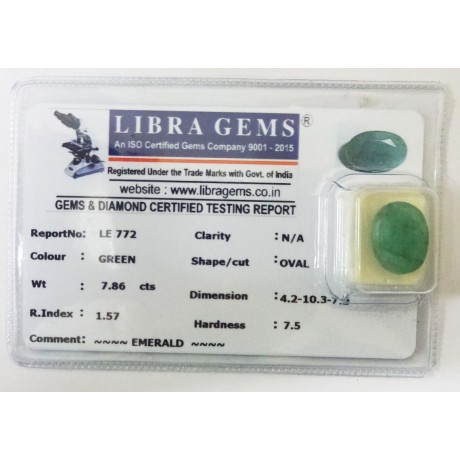 LIBRA GEMS ®
An ISO Certified Gems Company 9001 - 2015
Registered Under the Trade Marks with Govt. of India
website : www.libragems.co.in
GEMS & DIAMOND CERTIFIED TESTING REPORT
ReportNo: LE 772 Clarity : N/A
Colour : GREEN Shape/cut : OVAL
Wt : 7.86 cts Dimension :4.2-10.3-7
R.Index : 1.57 Hardness : 7.5
Comment: ~~~~ EMERALD ~~~~